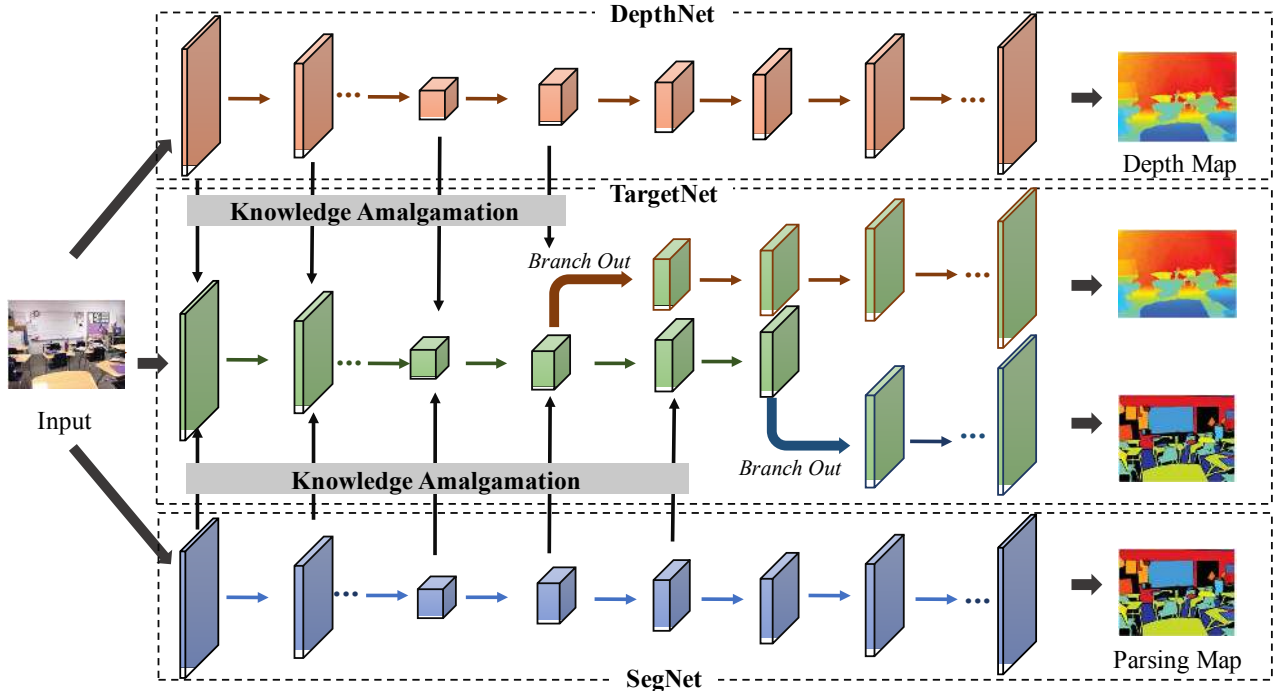 DepthNet
Depth Map
TargetNet
Knowledge Amalgamation
Branch Out
Input
Branch Out
Knowledge Amalgamation
Parsing Map
SegNet